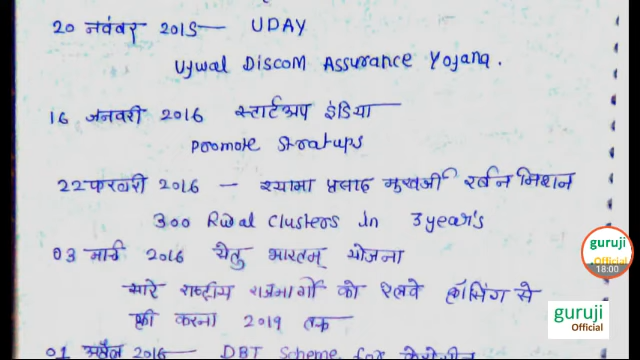 20 नवंबर 2015— UDAY
Ujwal Discom Assurance Yojana.
16 जनवरी 2016 स्टार्टअप इंडिया—
Promote Stratups
22 फरवरी 2016 — श्यामा प्रसाद मुखर्जी रर्बन मिशन
300 Rural Clusters In 3 year's
03 मार्च 2016 सेतु भारतम् योजना
सारे राष्ट्रीय राजमार्गो को रेलवे क्रॉसिंग से
फ्री करना 2019 तक
01 अप्रैल 2016— DBT Scheme for
guruji
Official
18:00
guruji
Official